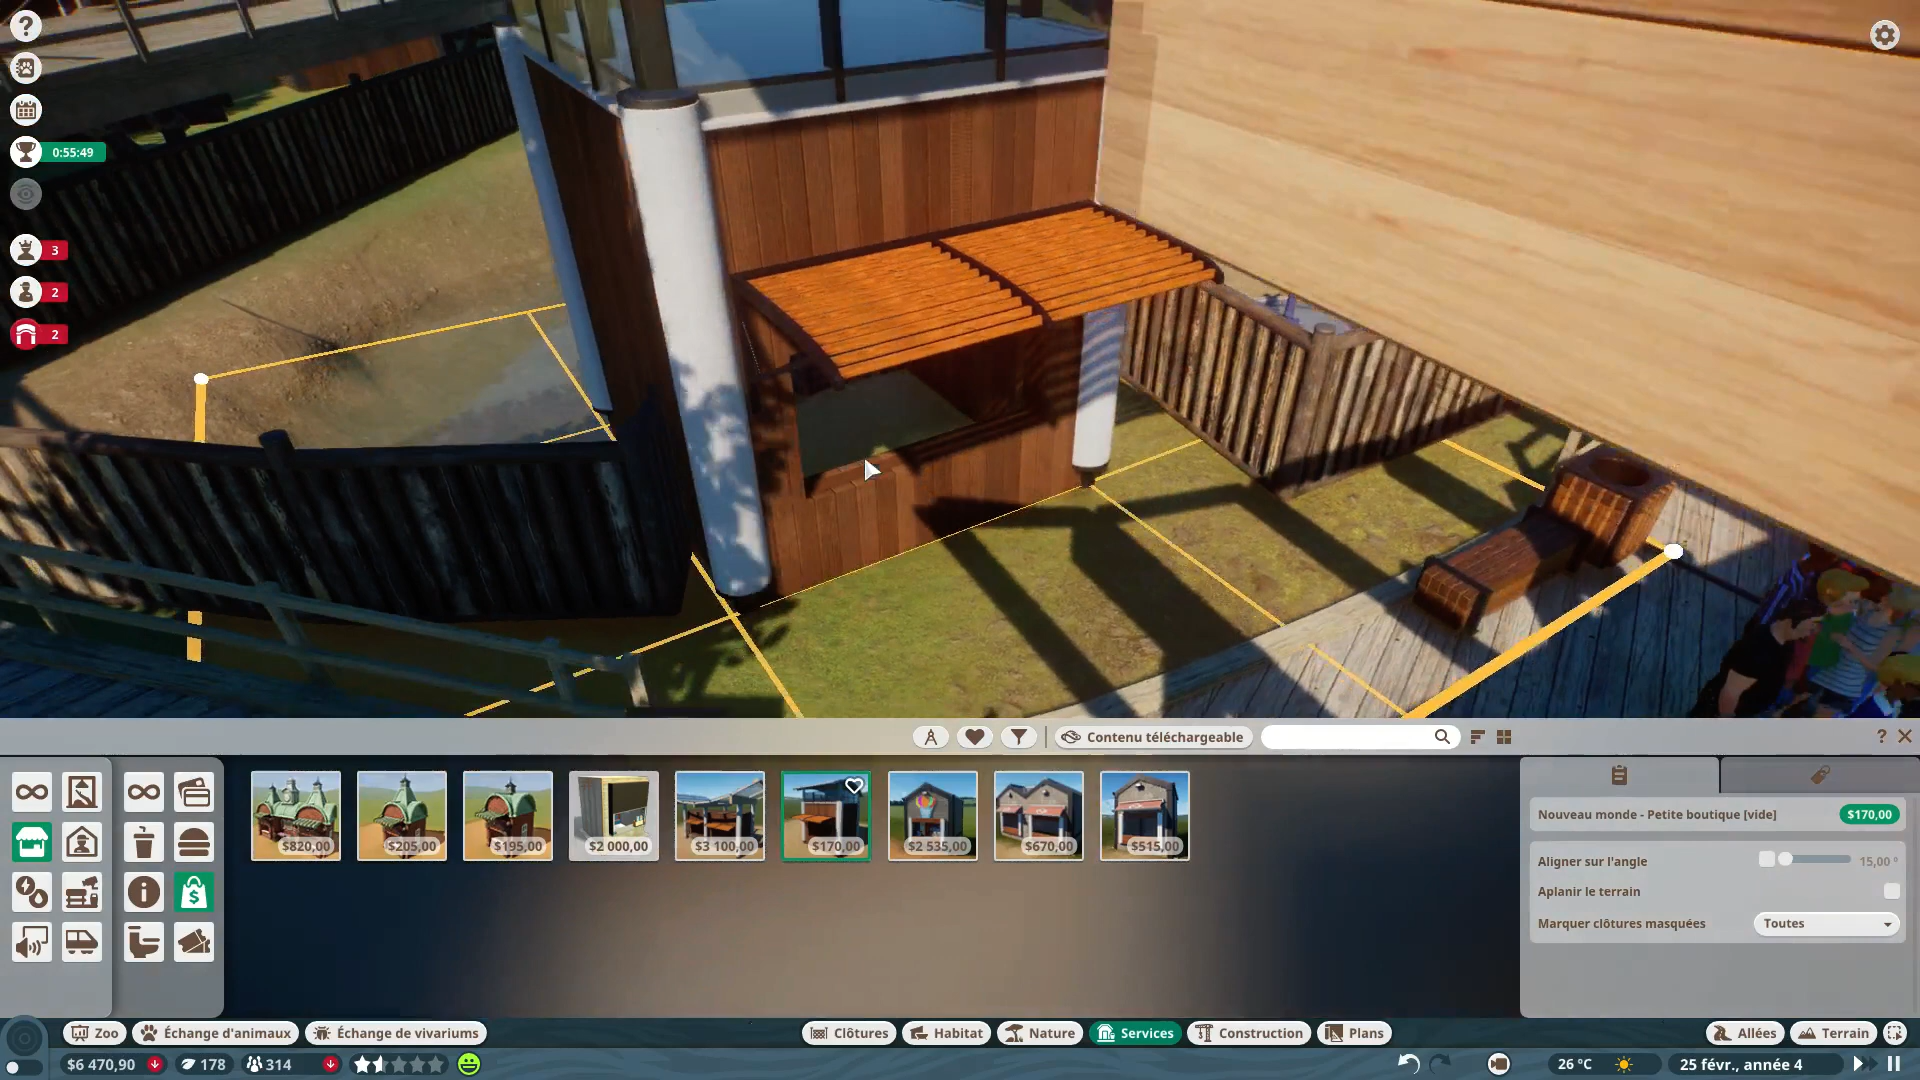 0:55:49
3
2
2
Contenu téléchargeable
$820,00
$205,00
$195,00
$2 000,00
$3 100,00
$170,00
$2 535,00
$670,00
$515,00
Nouveau monde - Petite boutique [vide]
$170,00
Aligner sur l'angle
15,00 °
Aplanir le terrain
Marquer clôtures masquées
Toutes
Zoo
Échange d'animaux
Échange de vivariums
Clôtures
Habitat
Nature
Services
Construction
Plans
Allées
Terrain
$6 470,90
178
314
26 °C
25 févr., année 4